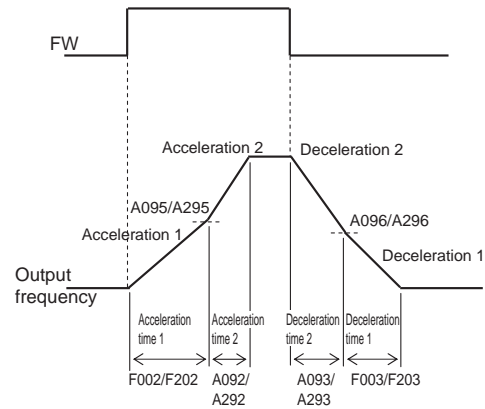 FW
Acceleration 2
Deceleration 2
A095/A295
A096/A296
Acceleration 1
Deceleration 1
Output
frequency
Acceleration
time 1
Acceleration
time 2
Deceleration
time 2
Deceleration
time 1
F002/F202
A092/
A292
A093/
A293
F003/F203